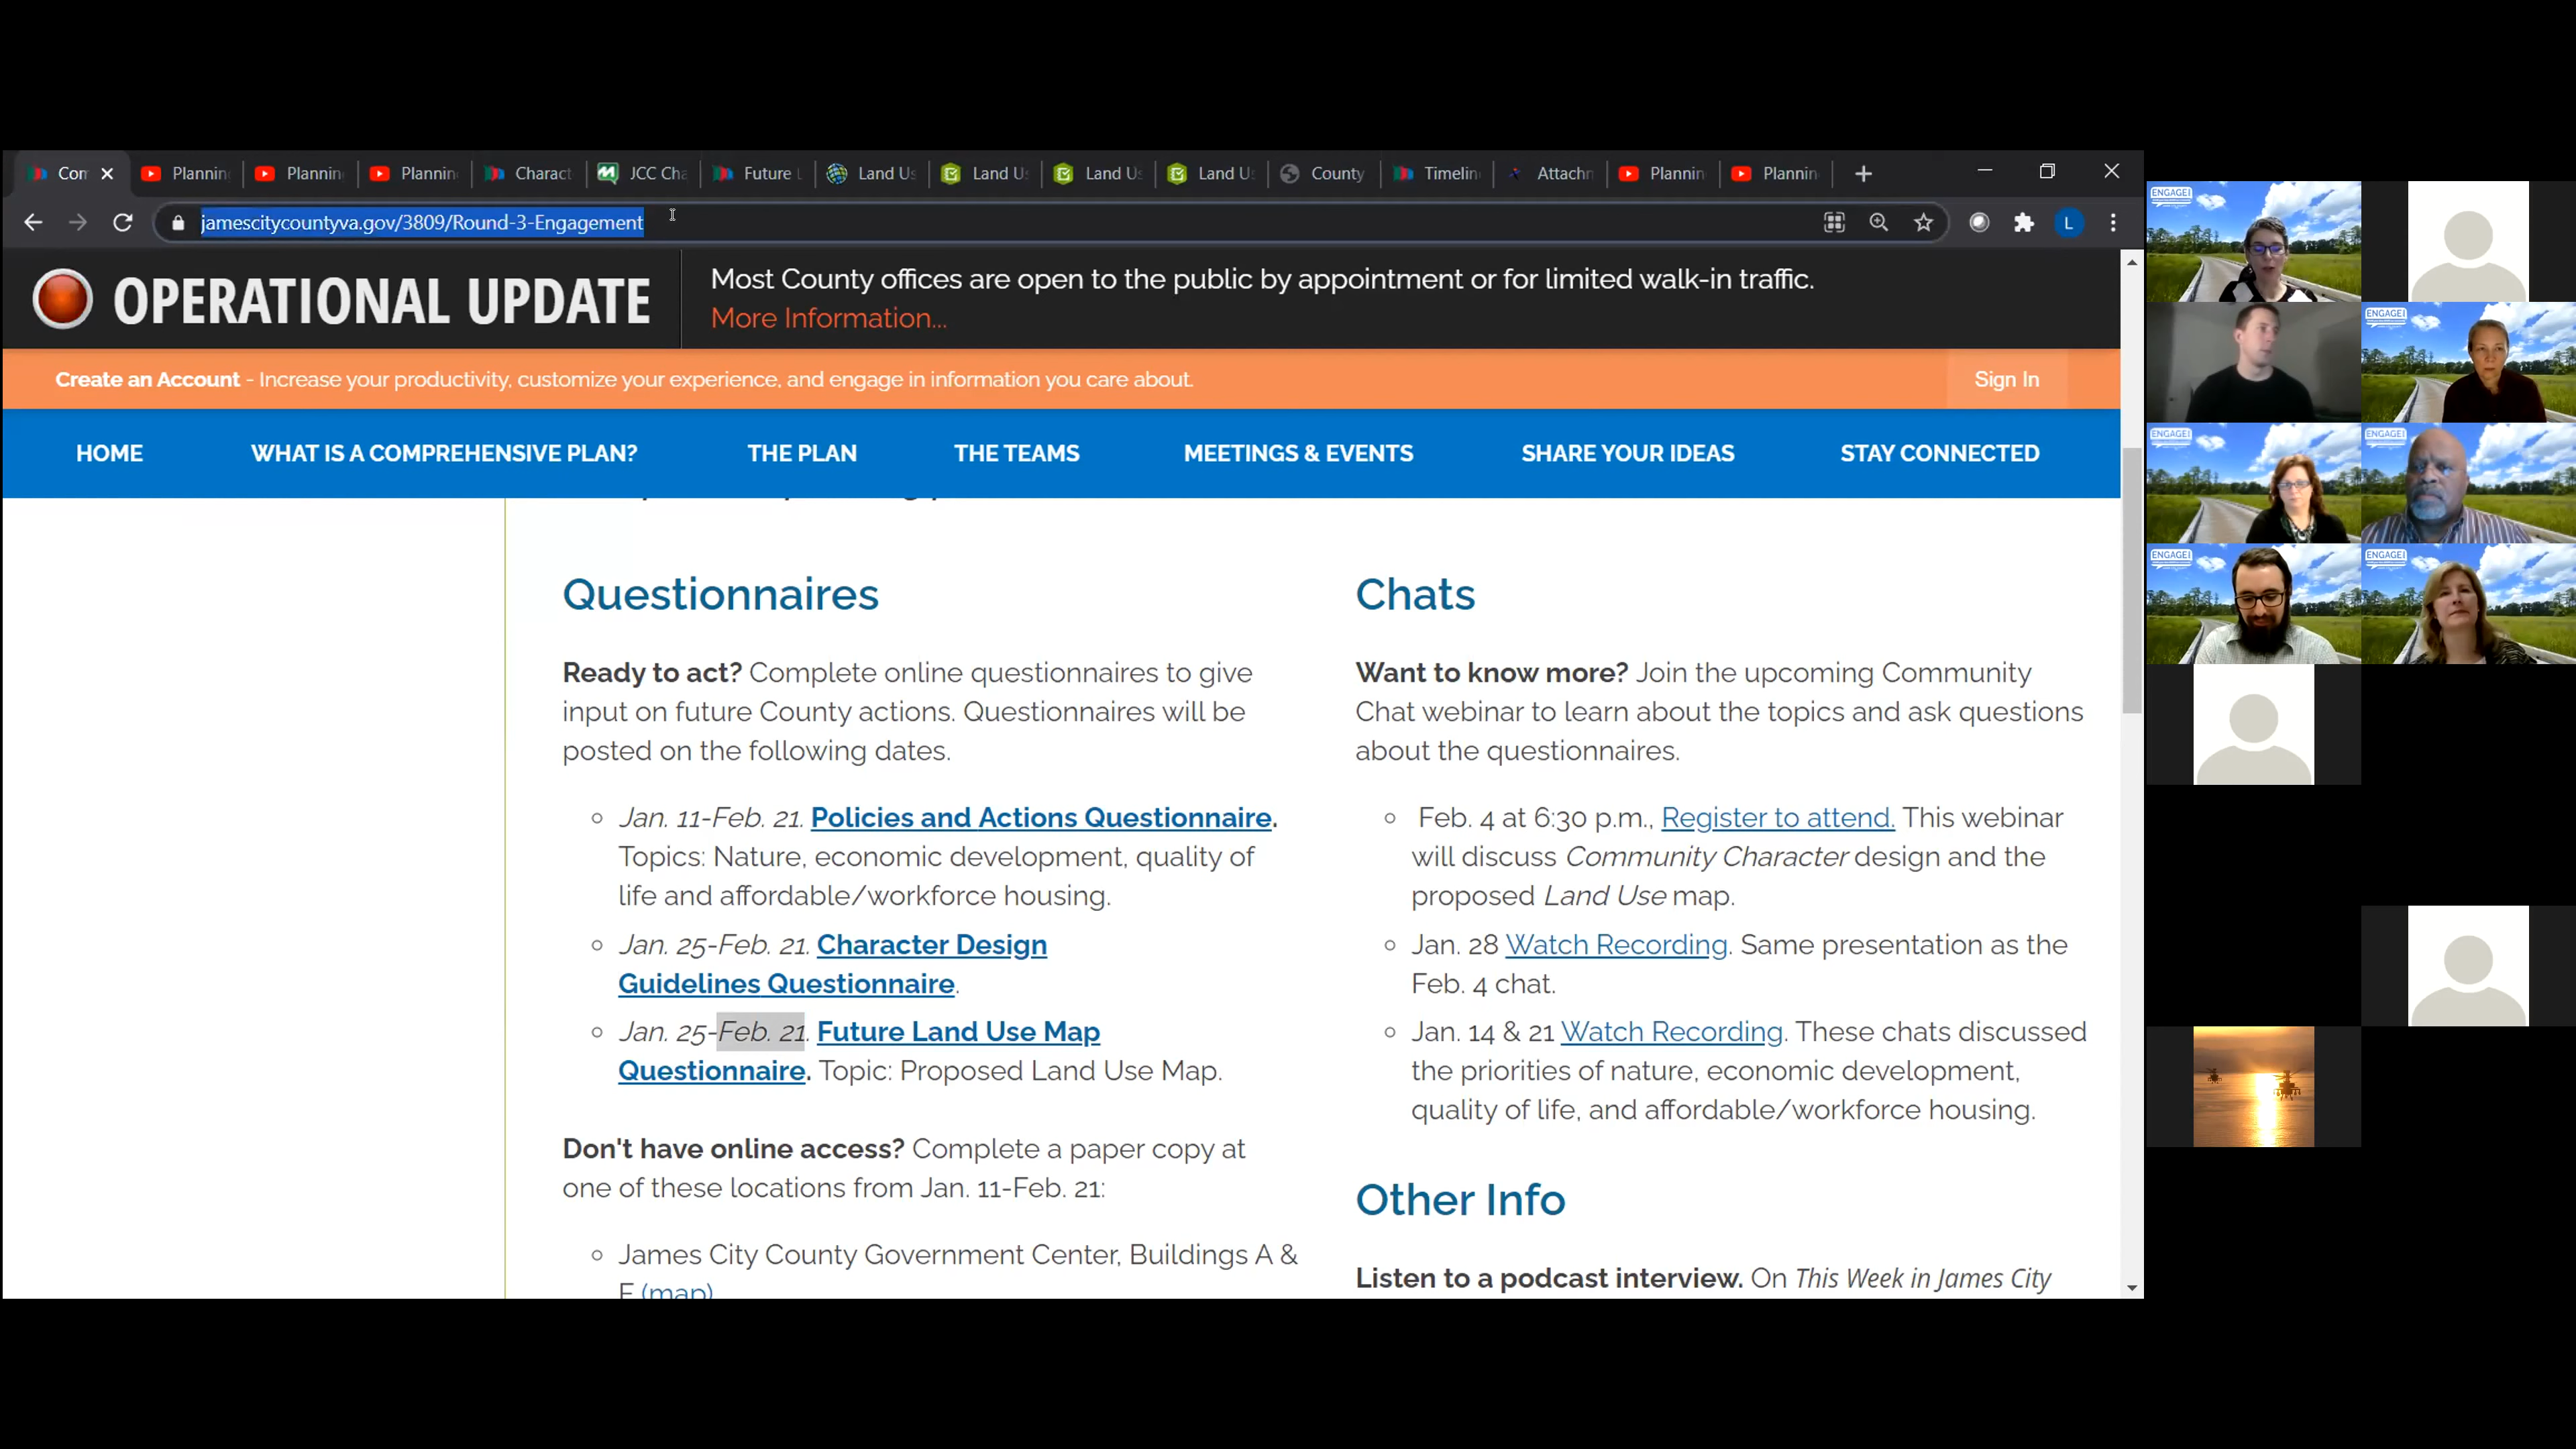 Com
Plannin
Plannin
Plannin
Charact
JCC Cha
Future L
Land Us
Land Us
Land Us
Land Us
County
Timelin
Attachm
Plannin
Plannin
jamescitycountyva.gov/3809/Round-3-Engagement
L
OPERATIONAL UPDATE
Most County offices are open to the public by appointment or for limited walk-in traffic.
More Information...
Create an Account - Increase your productivity, customize your experience, and engage in information you care about.
Sign In
HOME
WHAT IS A COMPREHENSIVE PLAN?
THE PLAN
THE TEAMS
MEETINGS & EVENTS
SHARE YOUR IDEAS
STAY CONNECTED
Questionnaires
Ready to act? Complete online questionnaires to give
input on future County actions. Questionnaires will be
posted on the following dates.
Jan. 11-Feb. 21. Policies and Actions Questionnaire.
Topics: Nature, economic development, quality of
life and affordable/workforce housing.
Jan. 25-Feb. 21. Character Design
Guidelines Questionnaire.
Jan. 25-Feb. 21. Future Land Use Map
Questionnaire. Topic: Proposed Land Use Map.
Don't have online access? Complete a paper copy at
one of these locations from Jan. 11-Feb. 21:
James City County Government Center, Buildings A &
F (map)
Chats
Want to know more? Join the upcoming Community
Chat webinar to learn about the topics and ask questions
about the questionnaires.
Feb. 4 at 6:30 p.m., Register to attend. This webinar
will discuss Community Character design and the
proposed Land Use map.
Jan. 28 Watch Recording. Same presentation as the
Feb. 4 chat.
Jan. 14 & 21 Watch Recording. These chats discussed
the priorities of nature, economic development,
quality of life, and affordable/workforce housing.
Other Info
Listen to a podcast interview. On This Week in James City
ENGAGE
ENGAGE
ENGAGE
ENGAGE
ENGAGE
ENGAGE